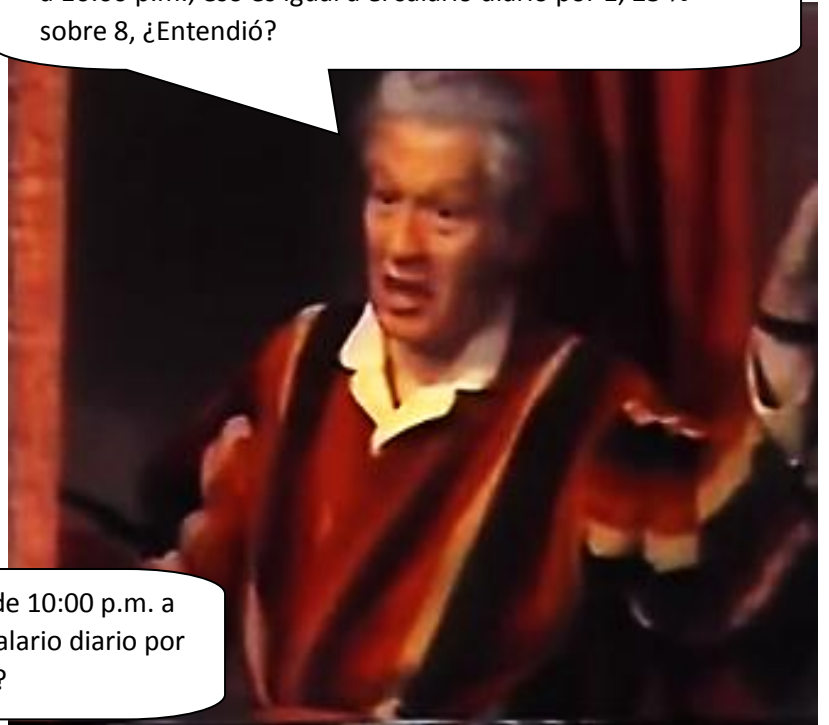 a 10:00 p.m., eso es igual a el salario diario por 1, 25 %
sobre 8, ¿Entendió?
de 10:00 p.m. a
alario diario por
?